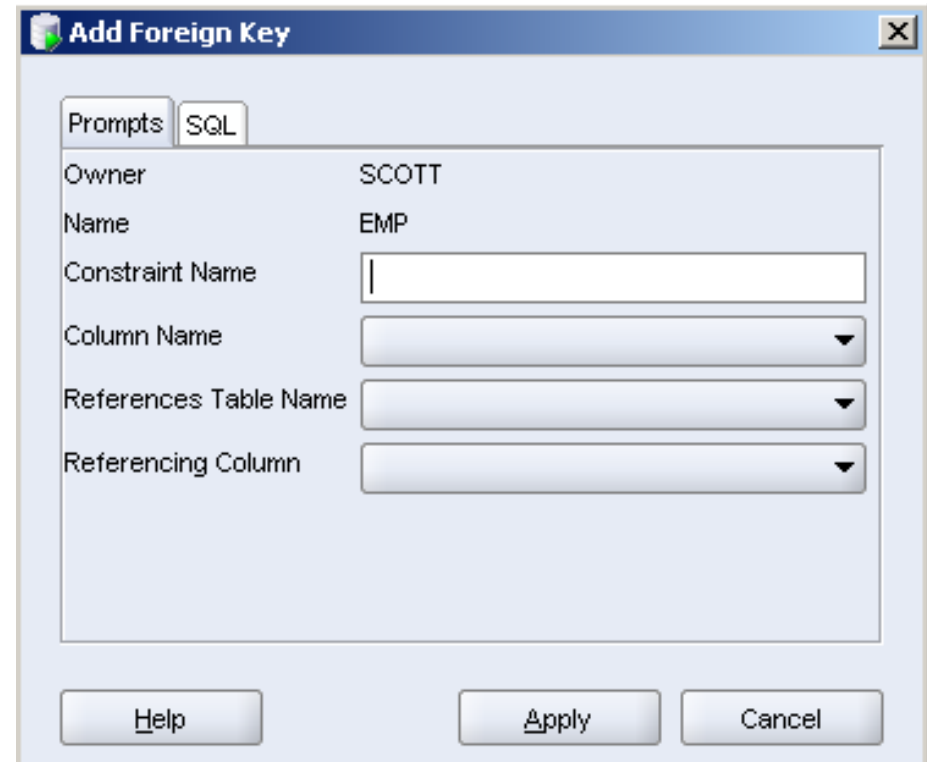 Add Foreign Key
Prompts SQL
Owner SCOTT
Name EMP
Constraint Name
Column Name
References Table Name
Referencing Column
Help Apply Cancel